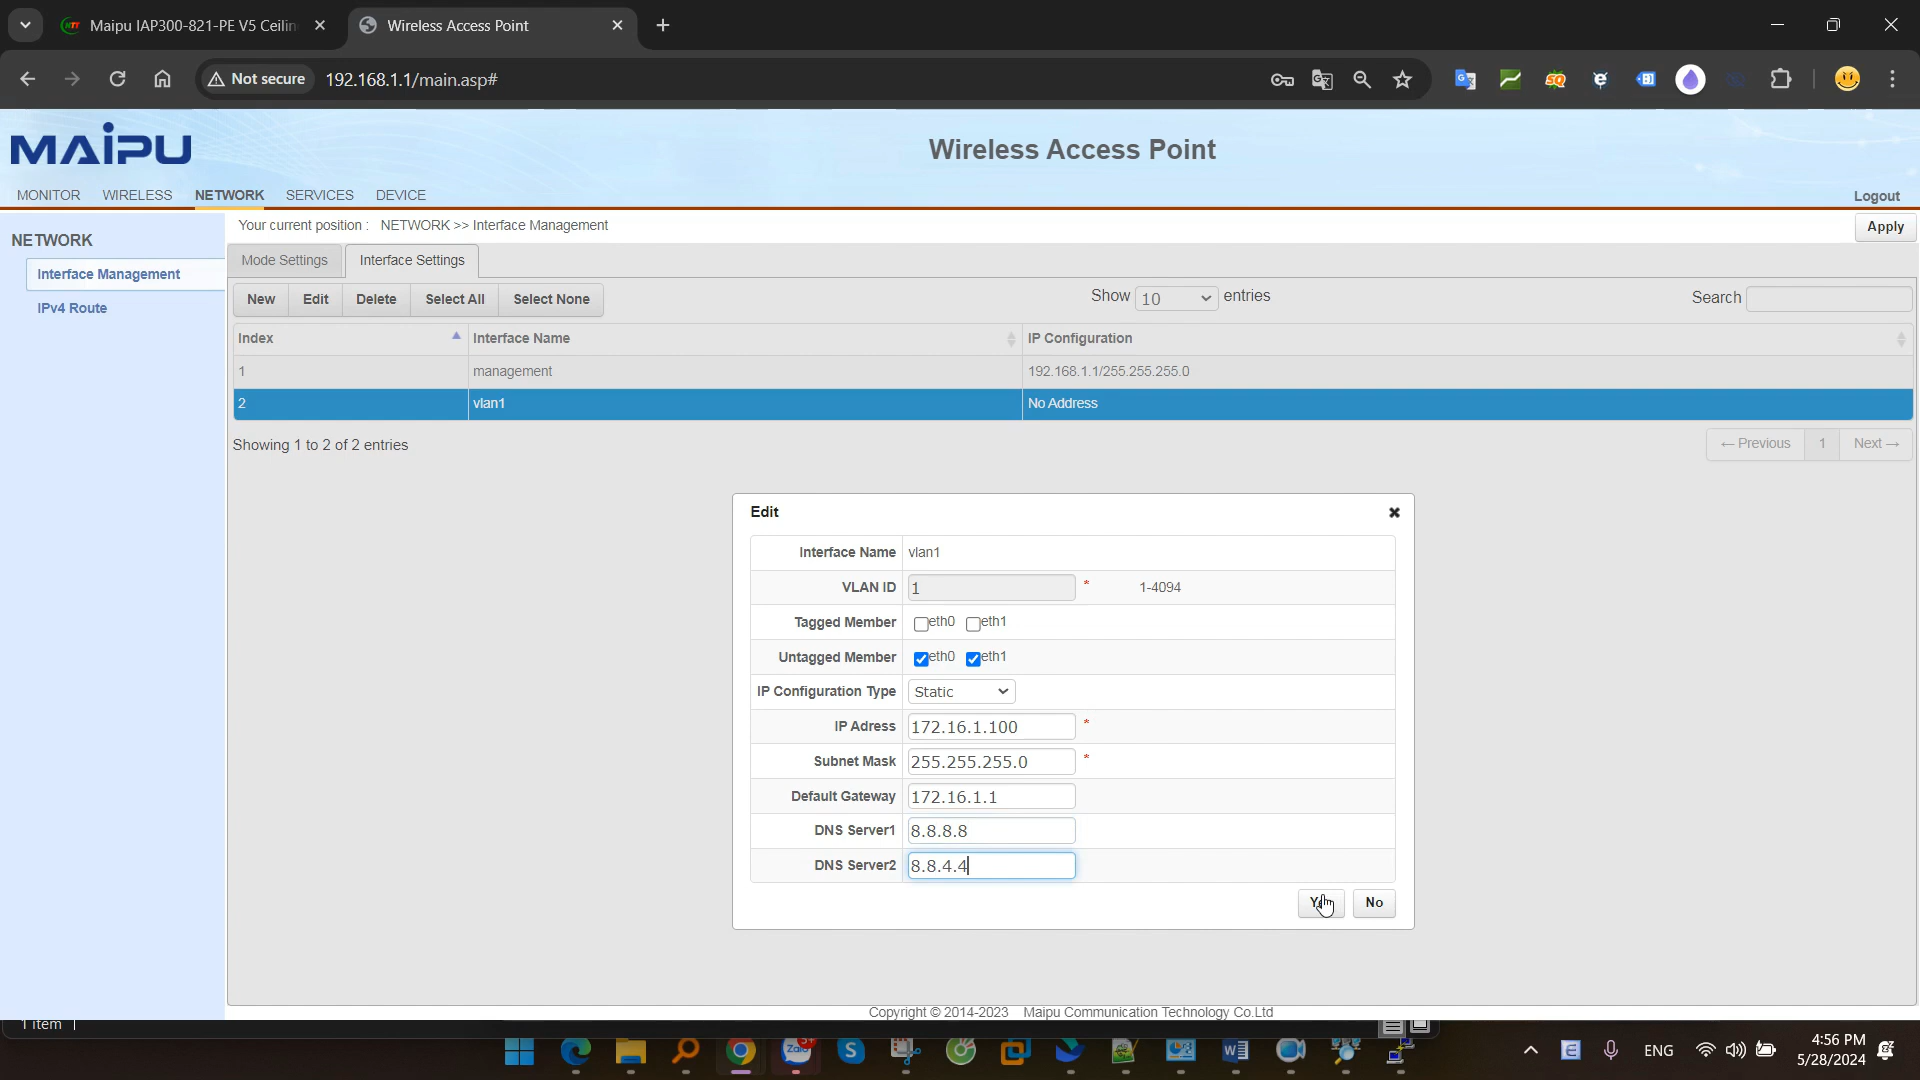 Maipu IAP300-821-PE V5 Ceilin
Wireless Access Point
Not secure
192.168.1.1/main.asp#
MAIPU
Wireless Access Point
MONITOR WIRELESS NETWORK SERVICES DEVICE
Logout
NETWORK
Interface Management
IPv4 Route
Your current position : NETWORK >> Interface Management
Apply
Mode Settings Interface Settings
New Edit Delete Select All Select None
Show 10 entries
Search
Index Interface Name IP Configuration
1 management 192.168.1.1/255.255.255.0
2 vlan1 No Address
Showing 1 to 2 of 2 entries
← Previous 1 Next →
Edit
Interface Name vlan1
VLAN ID 1 * 1-4094
Tagged Member eth0 eth1
Untagged Member eth0 eth1
IP Configuration Type Static
IP Adress 172.16.1.100 *
Subnet Mask 255.255.255.0 *
Default Gateway 172.16.1.1
DNS Server1 8.8.8.8
DNS Server2 8.8.4.4
No
Copyright © 2014-2023 Maipu Communication Technology Co.Ltd
1 item
Zalo 5+
ENG
4:56 PM
5/28/2024